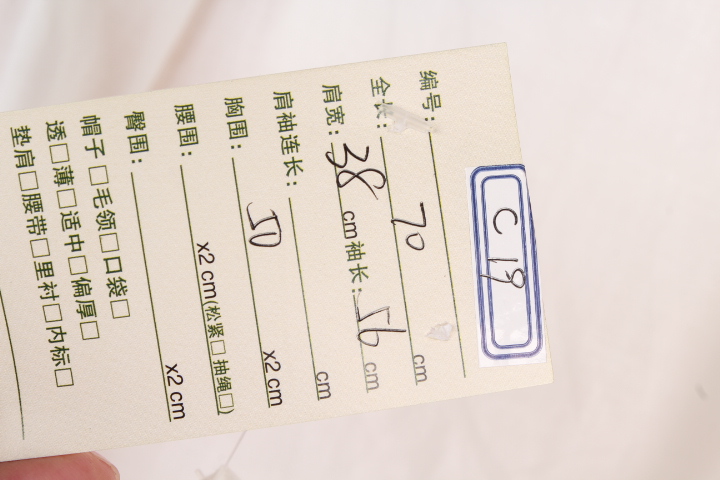 C 19
编号:
全长: 70 cm
肩宽: 38 cm 袖长: 56 cm
肩袖连长: cm
胸围: 50 x2 cm
腰围: x2 cm(松紧□ 抽绳□)
臀围: x2 cm
帽子□毛领□口袋□
透□薄□适中□偏厚□
垫肩□腰带□里衬□内标□